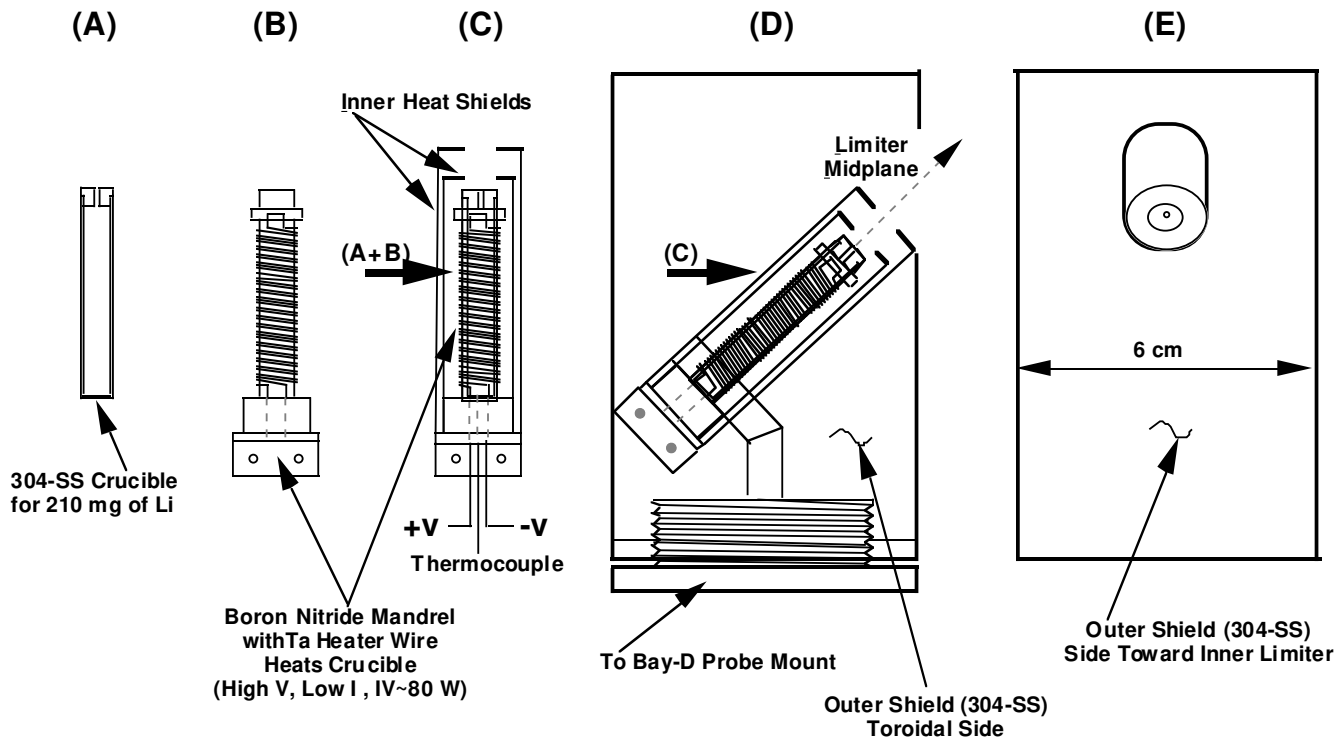 (A)
(B)
(C)
(D)
(E)
Inner Heat Shields
Limiter
Midplane
(A+B)
(C)
6 cm
304-SS Crucible
for 210 mg of Li
+V
-V
Thermocouple
Boron Nitride Mandrel
withTa Heater Wire
Heats Crucible
(High V, Low I , IV~80 W)
To Bay-D Probe Mount
Outer Shield (304-SS)
Toroidal Side
Outer Shield (304-SS)
Side Toward Inner Limiter